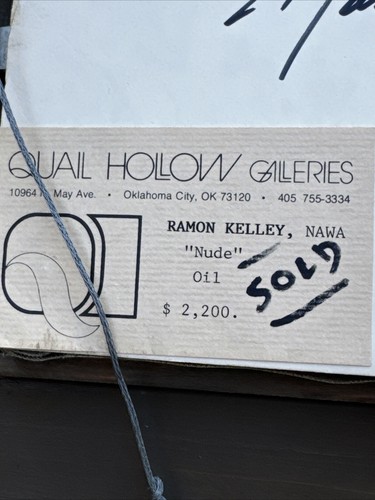 QUAIL HOLLOW GALLERIES
10964 N. May Ave. • Oklahoma City, OK 73120 • 405 755-3334
RAMON KELLEY, NAWA
"Nude"
Oil
$ 2,200.
SOLD